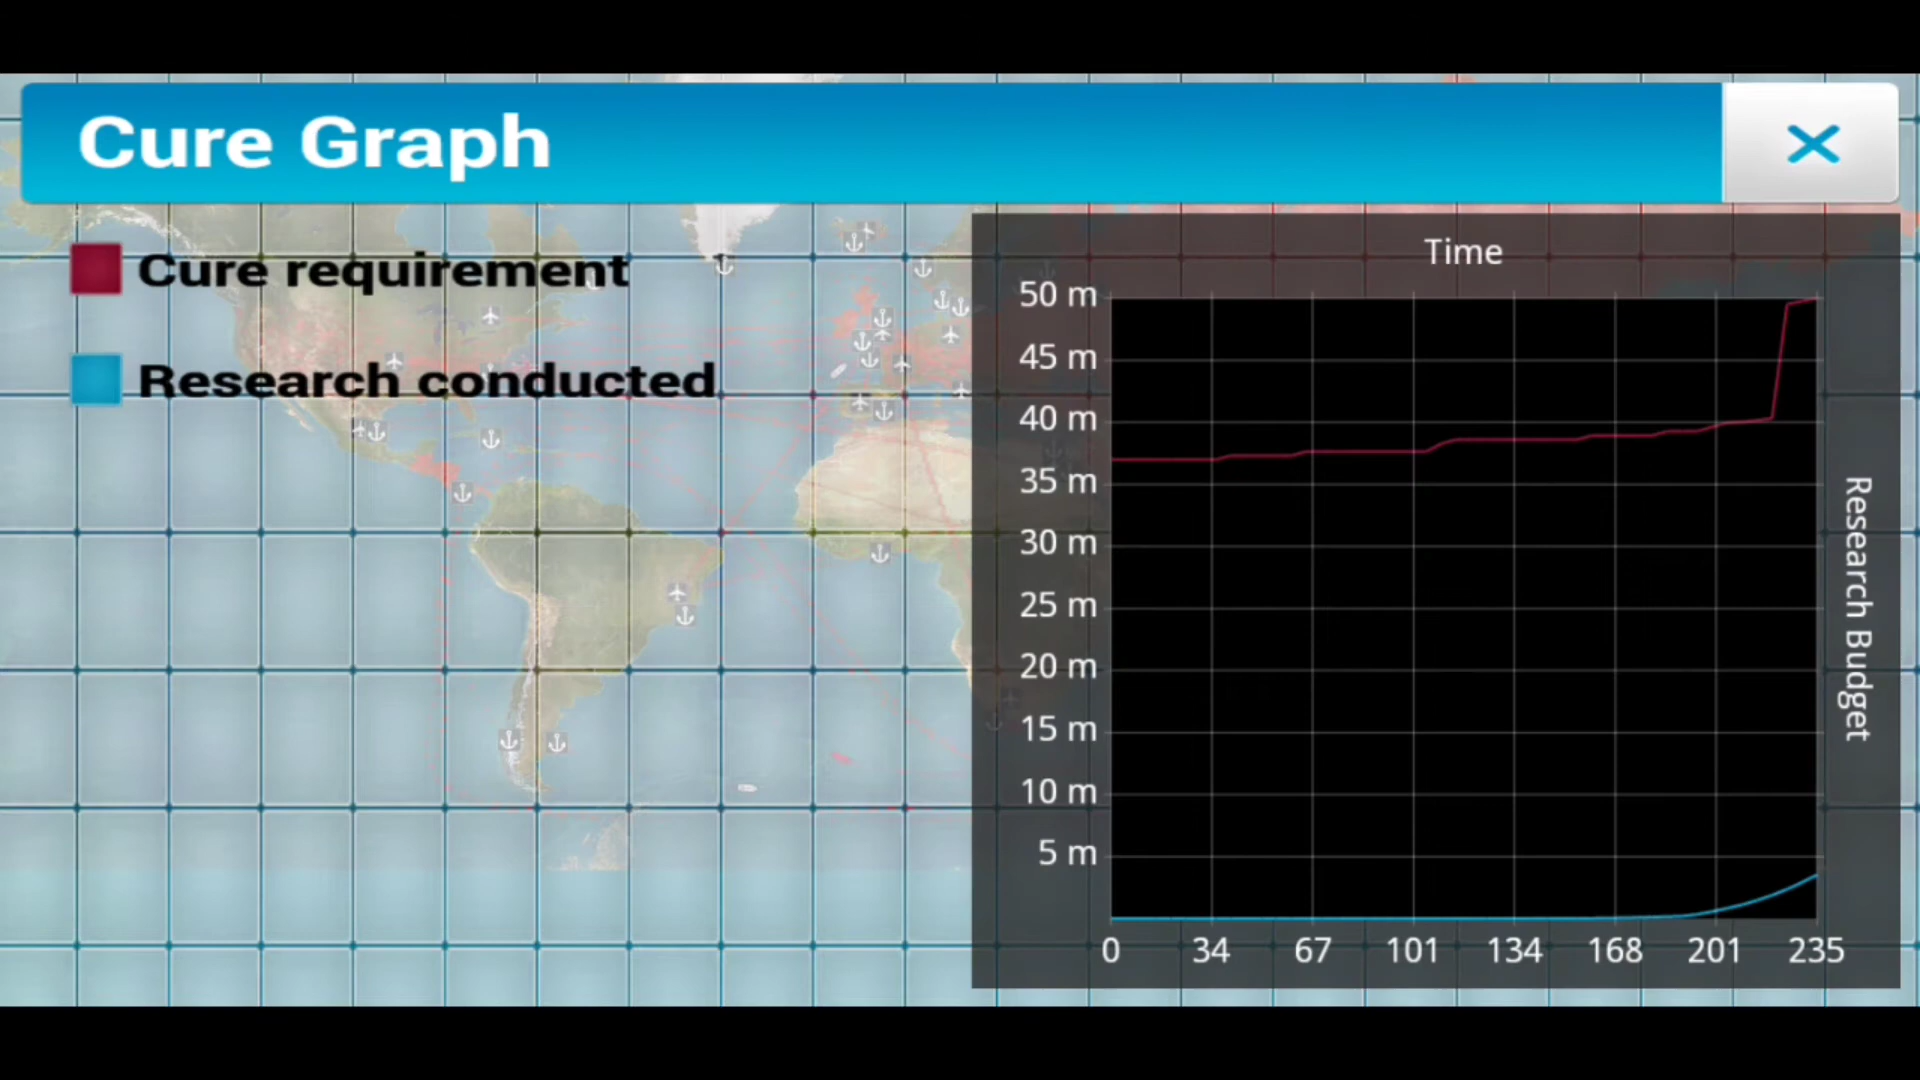 Cure Graph
Cure requirement
Research conducted
Time
50 m
45 m
40 m
35 m
30 m
25 m
20 m
15 m
10 m
5 m
0 34 67 101 134 168 201 235
Research Budget